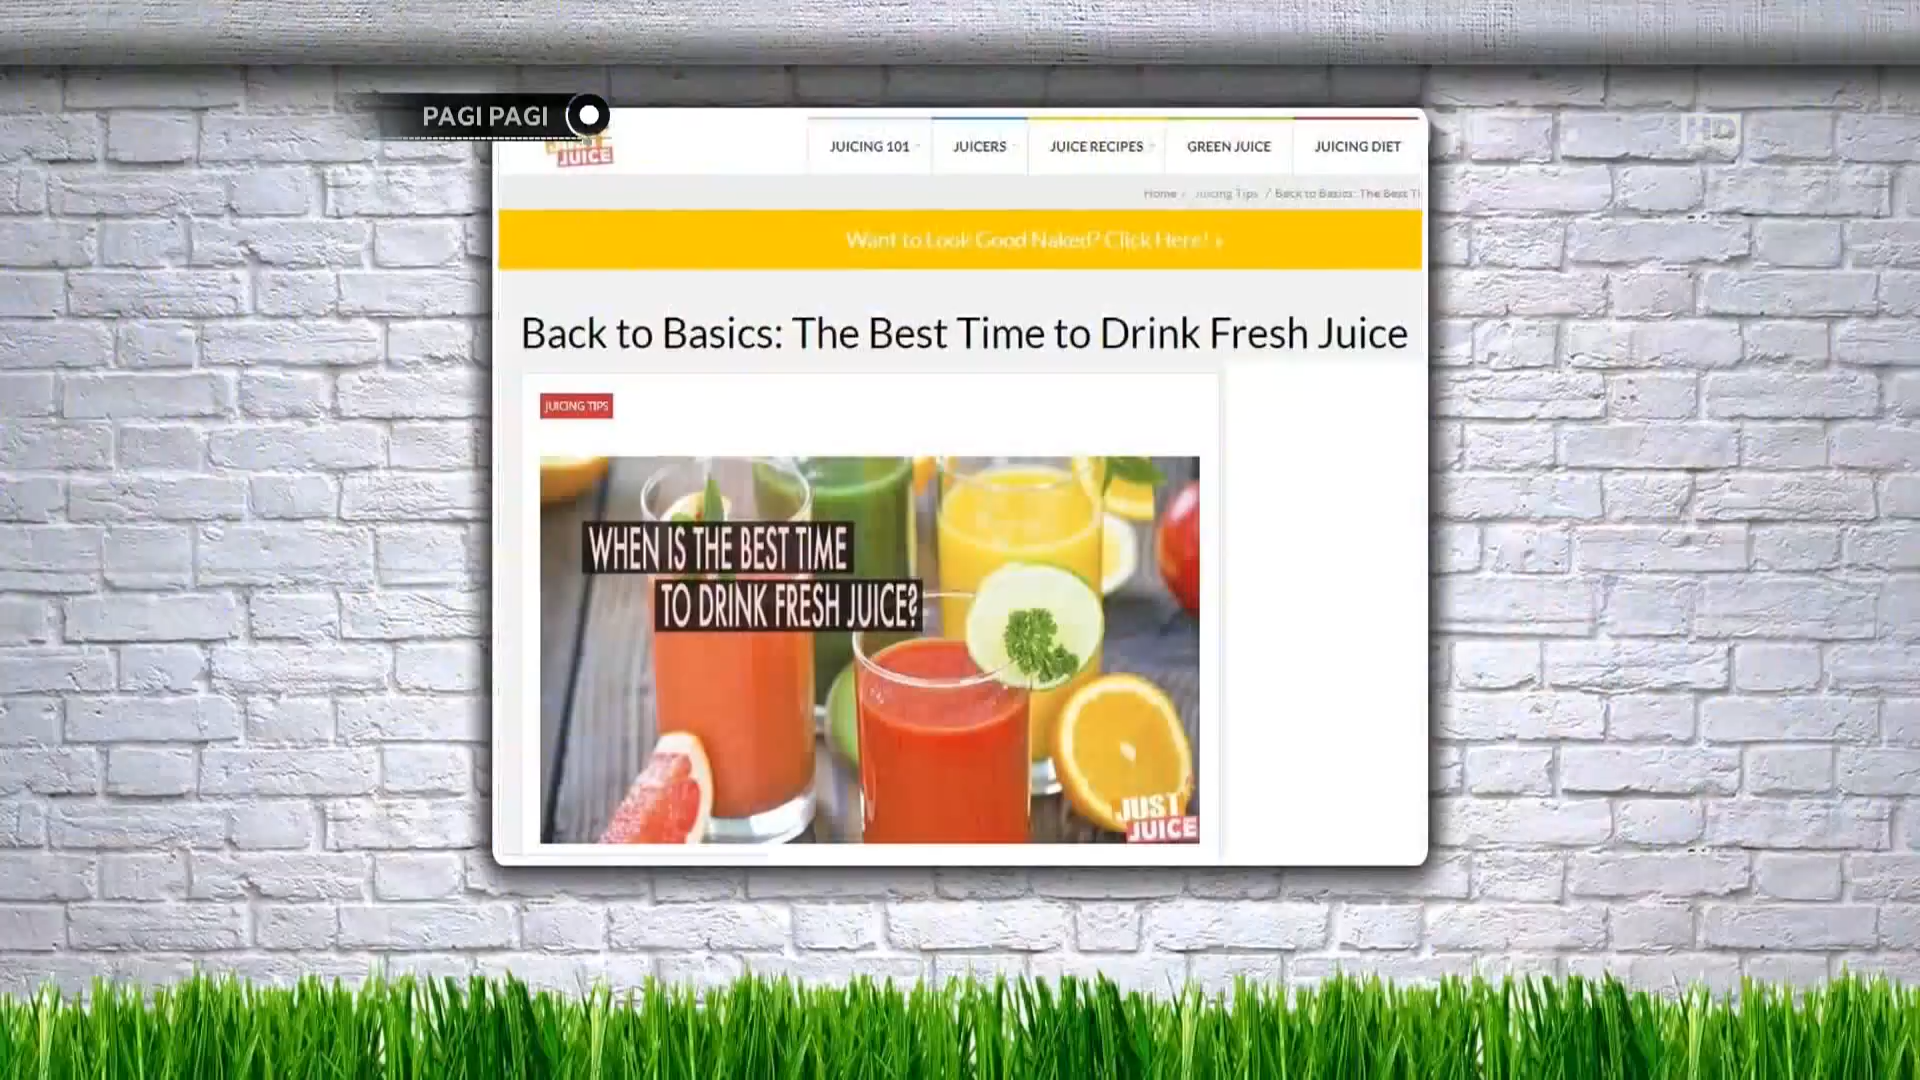 PAGI PAGI
HD
JUICE
JUICING 101
JUICERS
JUICE RECIPES
GREEN JUICE
JUICING DIET
Home / Juicing Tips / Back to Basics: The Best Ti
Want to Look Good Naked? Click Here! »
Back to Basics: The Best Time to Drink Fresh Juice
JUICING TIPS
WHEN IS THE BEST TIME
TO DRINK FRESH JUICE?
JUST
JUICE